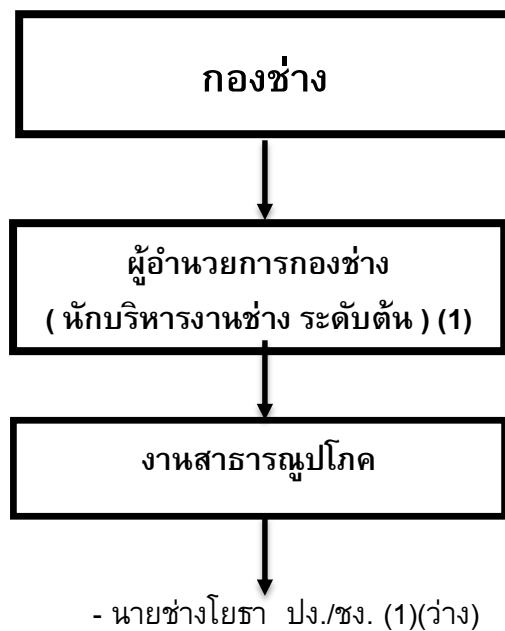 กองช่าง
ผู้อำนวยการกองช่าง
( นักบริหารงานช่าง ระดับต้น ) (1)
งานสาธารณูปโภค
- นายช่างโยธา ปง./ชง. (1)(ว่าง)